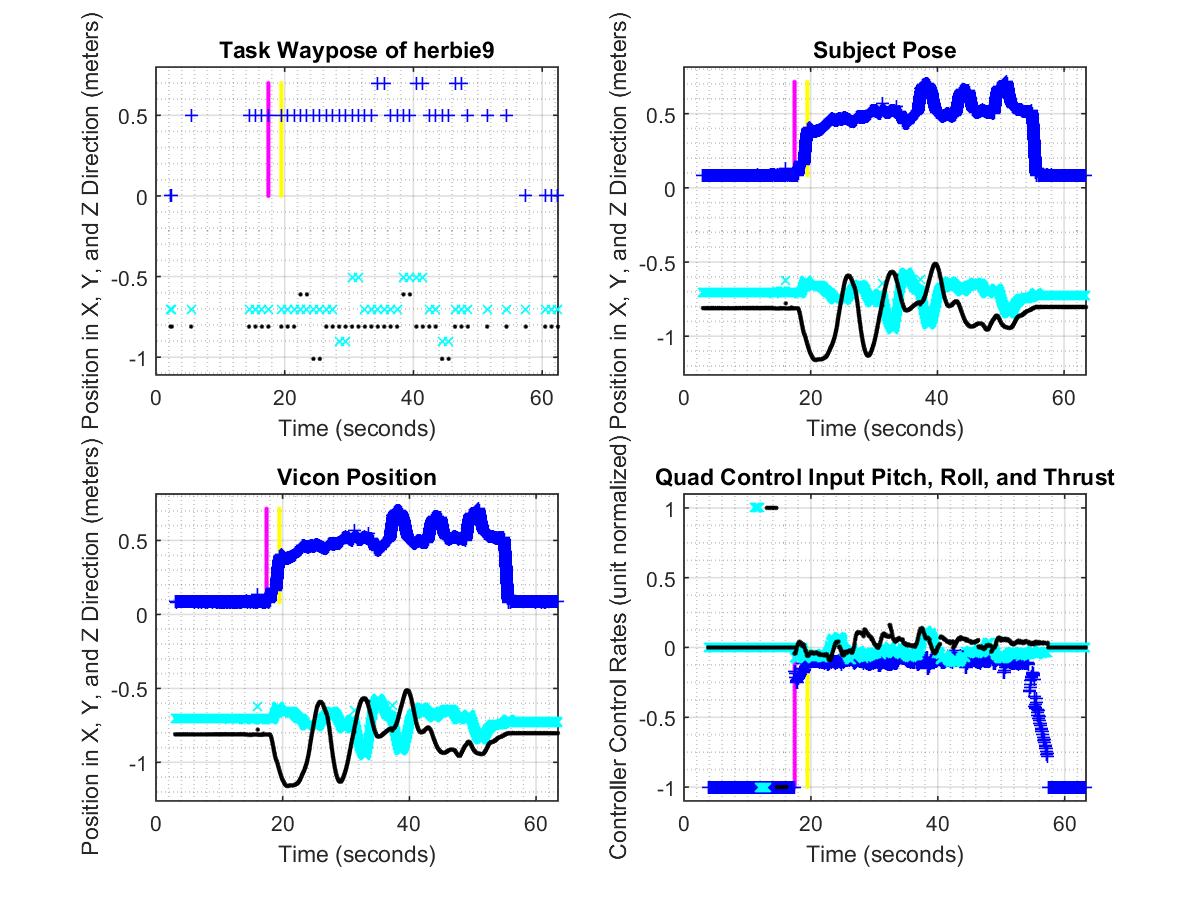 Task Waypose of herbie9
Position in X, Y, and Z Direction (meters)
0.5
0
-0.5
-1
0
20
40
60
Time (seconds)
Subject Pose
Position in X, Y, and Z Direction (meters)
0.5
0
-0.5
-1
0
20
40
60
Time (seconds)
Vicon Position
Position in X, Y, and Z Direction (meters)
0.5
0
-0.5
-1
0
20
40
60
Time (seconds)
Quad Control Input Pitch, Roll, and Thrust
Controller Control Rates (unit normalized)
1
0.5
0
-0.5
-1
0
20
40
60
Time (seconds)